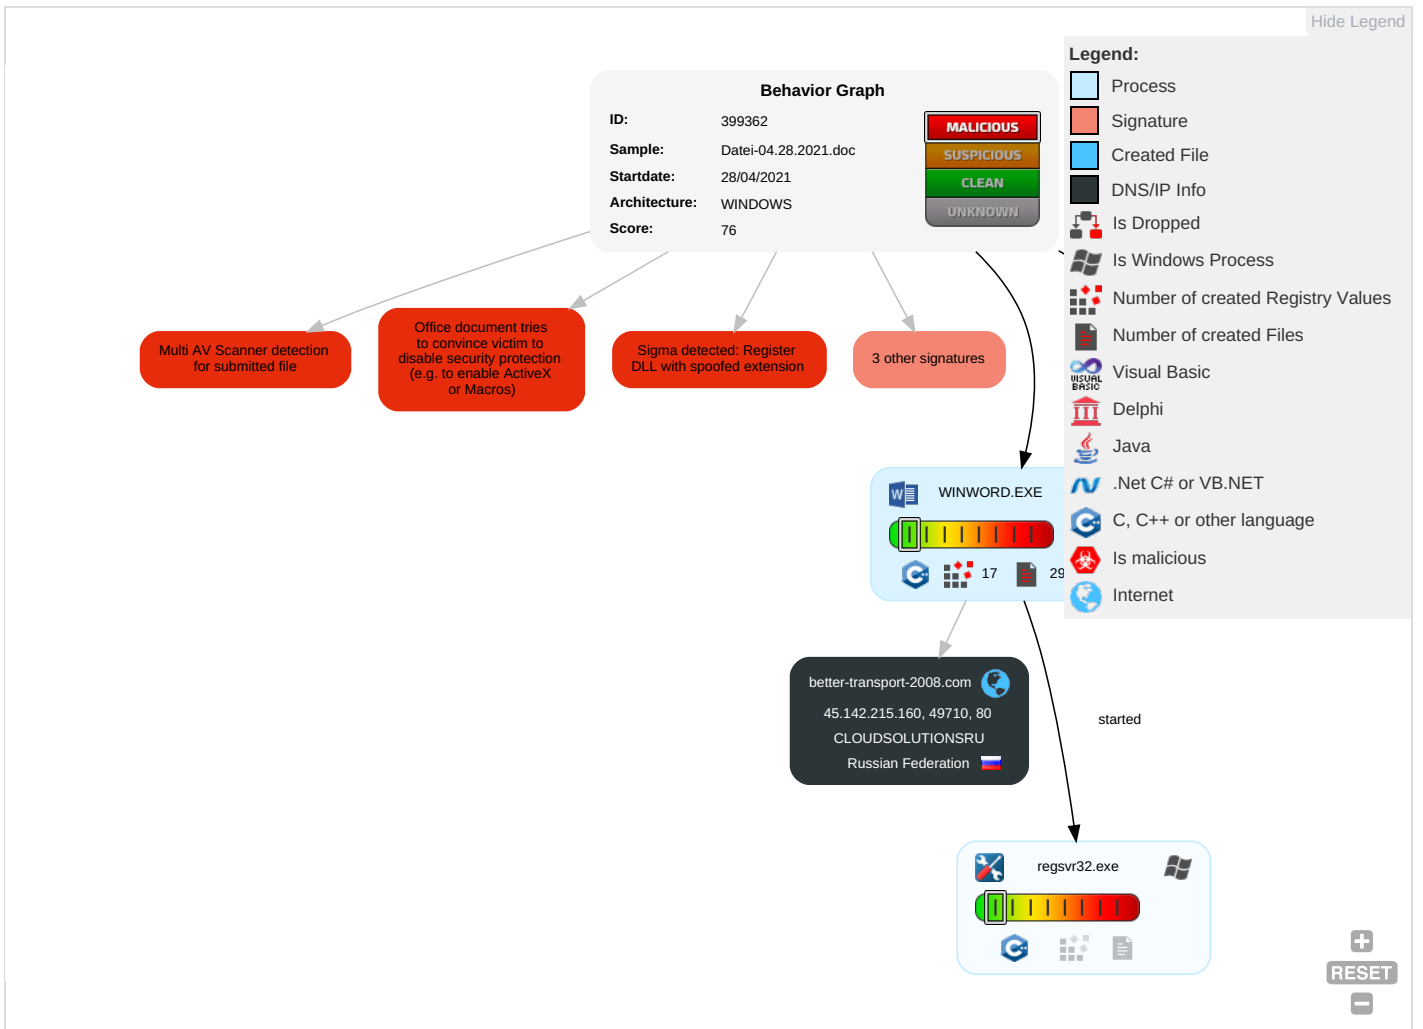 Hide Legend
Legend:
Process
Signature
Created File
DNS/IP Info
Is Dropped
Is Windows Process
Number of created Registry Values
Number of created Files
Visual Basic
Delphi
Java
.Net C# or VB.NET
C, C++ or other language
Is malicious
Internet
VISUAL
BASIC
Behavior Graph
ID: 399362
Sample: Datei-04.28.2021.doc
Startdate: 28/04/2021
Architecture: WINDOWS
Score: 76
MALICIOUS
SUSPICIOUS
CLEAN
UNKNOWN
Multi AV Scanner detection
for submitted file
Office document tries
to convince victim to
disable security protection
(e.g. to enable ActiveX
or Macros)
Sigma detected: Register
DLL with spoofed extension
3 other signatures
WINWORD.EXE
17 29
better-transport-2008.com
45.142.215.160, 49710, 80
CLOUDSOLUTIONSRU
Russian Federation
started
regsvr32.exe
RESET